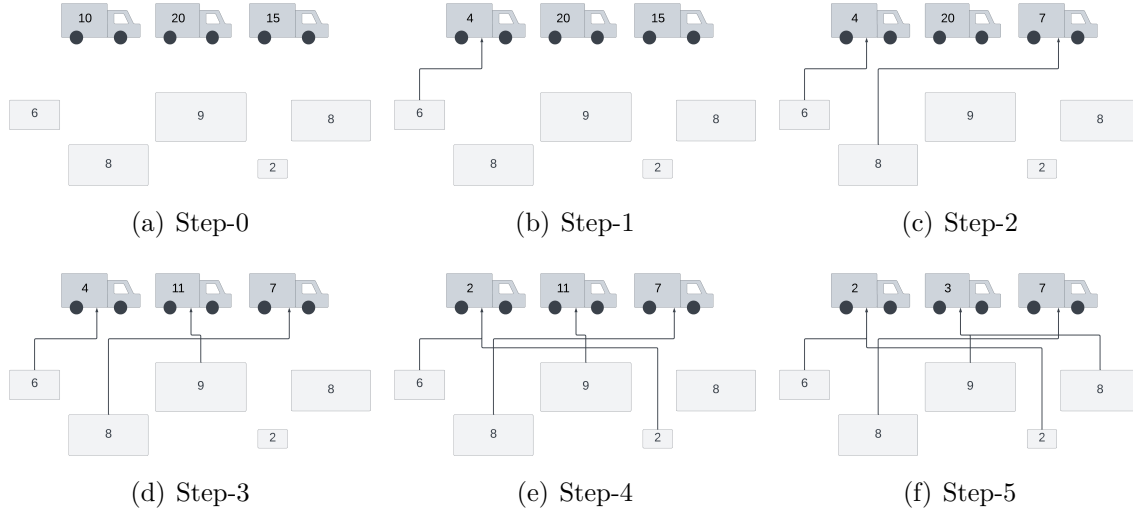 10 20 15
6 9 8
8 2
(a) Step-0
4 20 15
6 9 8
8 2
(b) Step-1
4 20 7
6 9 8
8 2
(c) Step-2
4 11 7
6 9 8
8 2
(d) Step-3
2 11 7
6 9 8
8 2
(e) Step-4
2 3 7
6 9 8
8 2
(f) Step-5